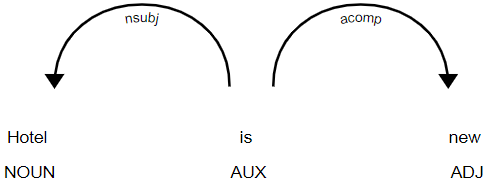 nsubj acomp
Hotel is new
NOUN AUX ADJ